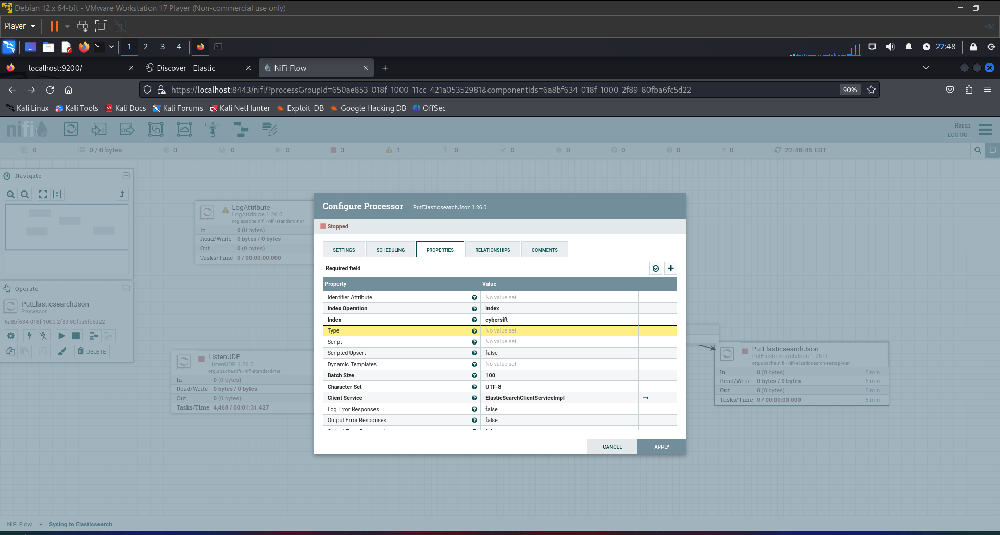 Debian 12.x 64-bit - VMware Workstation 17 Player (Non-commercial use only)
Player
1 2 3 4
22:48
localhost:9200/
Discover - Elastic
NiFi Flow
https://localhost:8443/nifi/?processGroupId=650ae853-018f-1000-11cc-421a05352981&componentIds=6a8bf634-018f-1000-2f89-80fba6fc5d22
90%
Kali Linux
Kali Tools
Kali Docs
Kali Forums
Kali NetHunter
Exploit-DB
Google Hacking DB
OffSec
nifi
Harsh
LOG OUT
0
0 / 0 bytes
0
0
0
3
1
0
0
0
0
0
0
22:48:45 EDT
Navigate
Operate
PutElasticsearchJson
Processor
6a8bf634-018f-1000-2f89-80fba6fc5d22
DELETE
LogAttribute
LogAttribute 1.26.0
org.apache.nifi - nifi-standard-nar
In 0 (0 bytes)
Read/Write 0 bytes / 0 bytes
Out 0 (0 bytes)
Tasks/Time 0 / 00:00:00.000
ListenUDP
ListenUDP 1.26.0
org.apache.nifi - nifi-standard-nar
In 0 (0 bytes)
Read/Write 0 bytes / 0 bytes
Out 0 (0 bytes)
Tasks/Time 4,468 / 00:01:31.427
Configure Processor | PutElasticsearchJson 1.26.0
Stopped
SETTINGS
SCHEDULING
PROPERTIES
RELATIONSHIPS
COMMENTS
Required field
Property Value
Identifier Attribute No value set
Index Operation index
Index cybersift
Type No value set
Script No value set
Scripted Upsert false
Dynamic Templates No value set
Batch Size 100
Character Set UTF-8
Client Service ElasticSearchClientServiceImpl
Log Error Responses false
Output Error Responses false
CANCEL
APPLY
PutElasticsearchJson
PutElasticsearchJson 1.26.0
org.apache.nifi - nifi-elasticsearch-restapi-nar
In 0 (0 bytes) 5 min
Read/Write 0 bytes / 0 bytes 5 min
Out 0 (0 bytes) 5 min
Tasks/Time 0 / 00:00:00.000 5 min
NiFi Flow » Syslog to Elasticsearch